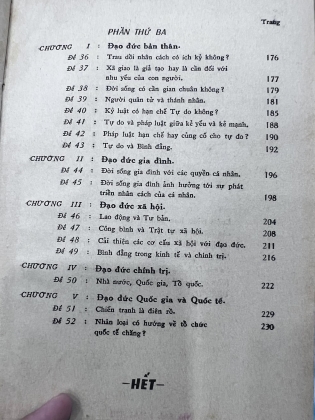 Trang
PHẦN THỨ BA
CHƯƠNG I : Đạo đức bản thân.
Đề 36 : Trau dồi nhân cách có ích kỷ không ? 176
Đề 37 : Xã giao là giả tạo hay là cần đối với
nhu yếu của con người. 177
Đề 38 : Đời sống có cần gian chuân không ? 179
Đề 39 : Người quân tử và thánh nhân. 181
Đề 40 : Kỷ luật có hạn chế Tự do không ? 185
Đề 41 : Tự do và pháp luật giữa kẻ yếu và kẻ mạnh. 188
Đề 42 : Pháp luật hạn chế hay củng cố cho tự do ? 190
Đề 43 : Tự do và Bình đẳng. 192
CHƯƠNG II : Đạo đức gia đình.
Đề 44 : Đời sống gia đình với các quyền cá nhân. 196
Đề 45 : Đời sống gia đình ảnh hưởng tới sự phát
triển nhân cách của cá nhân. 198
CHƯƠNG III : Đạo đức xã hội.
Đề 46 : Lao động và Tư bản. 204
Đề 47 : Công bình và Trật tự xã hội. 208
Đề 48 : Cải thiện các cơ cấu xã hội với đạo đức. 211
Đề 49 : Bình đẳng trong kinh tế và chính trị. 216
CHƯƠNG IV : Đạo đức chính trị.
Đề 50 : Nhà nước, Quốc gia, Tổ quốc. 222
CHƯƠNG V : Đạo đức Quốc gia và Quốc tế.
Đề 51 : Chiến tranh là điên rồ. 229
Đề 52 : Nhân loại có hướng về tổ chức 230
quốc tế chăng ?
—HẾT—